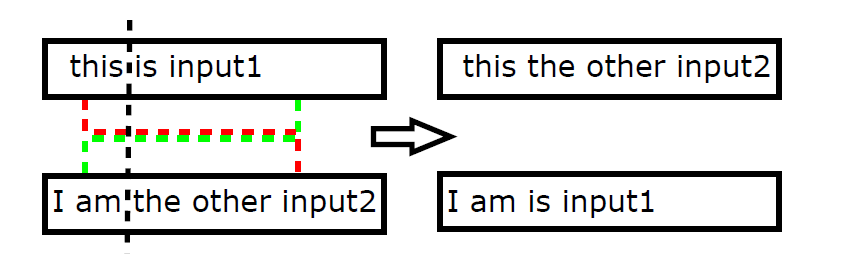 this is input1
this the other input2
I am the other input2
I am is input1